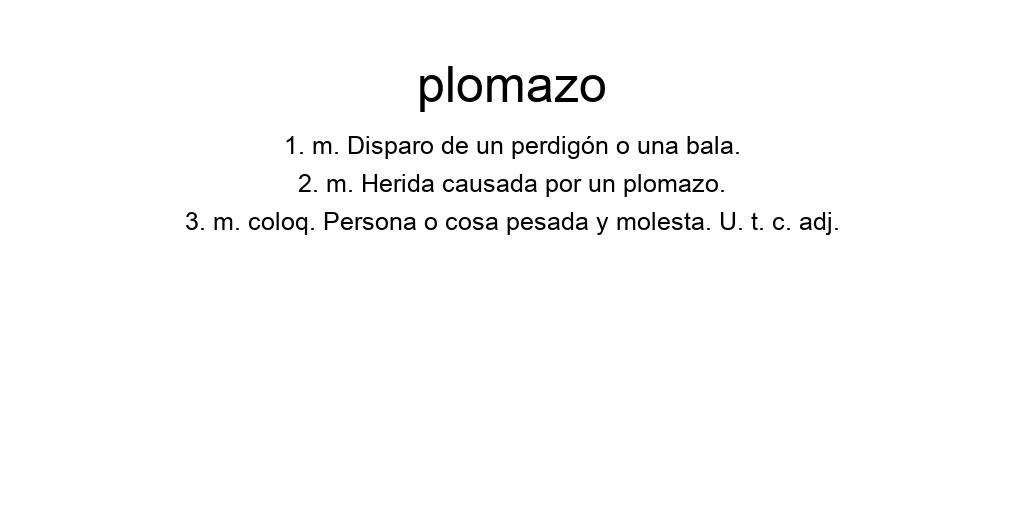 plomazo
1. m. Disparo de un perdigón o una bala.
2. m. Herida causada por un plomazo.
3. m. coloq. Persona o cosa pesada y molesta. U. t. c. adj.